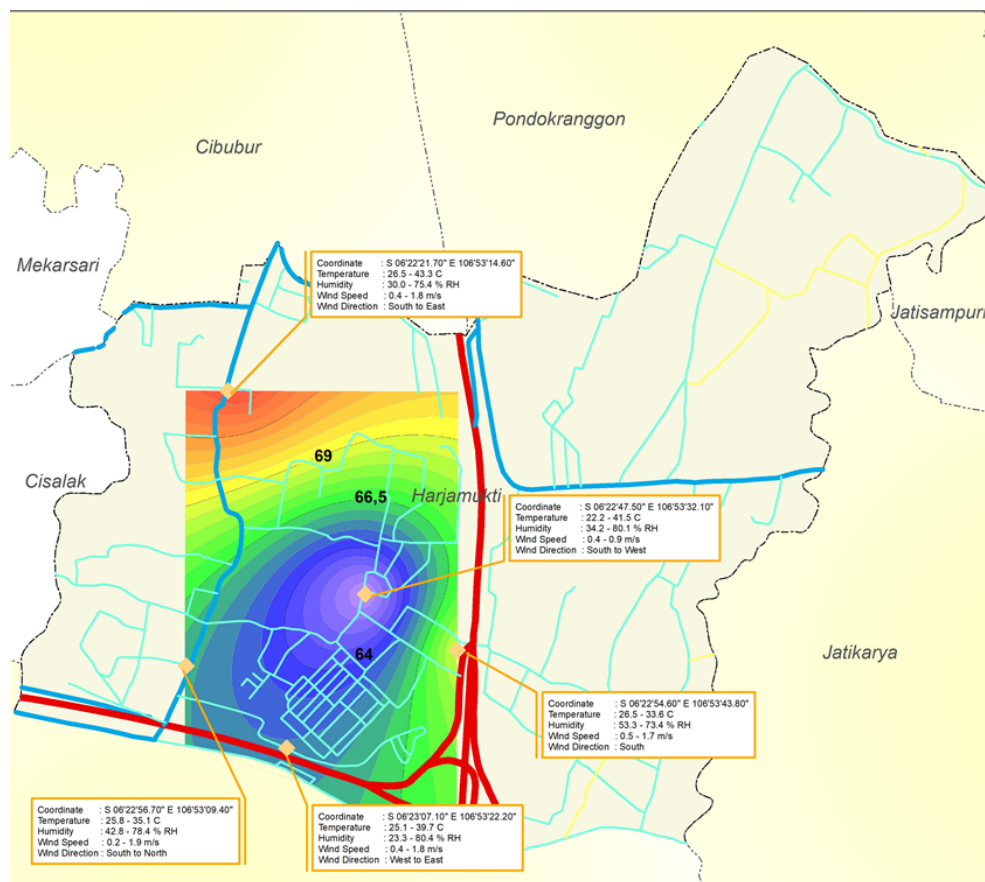 Pondokranggon
Cibubur
Mekarsari
Coordinate : S 06'22'21.70" E 106'53'14.60"
Temperature : 26.5 - 43.3 C
Humidity : 30.0 - 75.4 % RH
Wind Speed : 0.4 - 1.8 m/s
Wind Direction : South to East
Jatisampurn
69
Cisalak
66,5
Harjamukti
Coordinate : S 06'22'47.50" E 106'53'32.10"
Temperature : 22.2 - 41.5 C
Humidity : 34.2 - 80.1 % RH
Wind Speed : 0.4 - 0.9 m/s
Wind Direction : South to West
64
Jatikarya
Coordinate : S 06'22'54.60" E 106'53'43.80"
Temperature : 26.5 - 33.6 C
Humidity : 53.3 - 73.4 % RH
Wind Speed : 0.5 - 1.7 m/s
Wind Direction : South
Coordinate : S 06'22'56.70" E 106'53'09.40"
Temperature : 25.8 - 35.1 C
Humidity : 42.8 - 78.4 % RH
Wind Speed : 0.2 - 1.9 m/s
Wind Direction : South to North
Coordinate : S 06'23'07.10" E 106'53'22.20"
Temperature : 25.1 - 39.7 C
Humidity : 23.3 - 80.4 % RH
Wind Speed : 0.4 - 1.8 m/s
Wind Direction : West to East